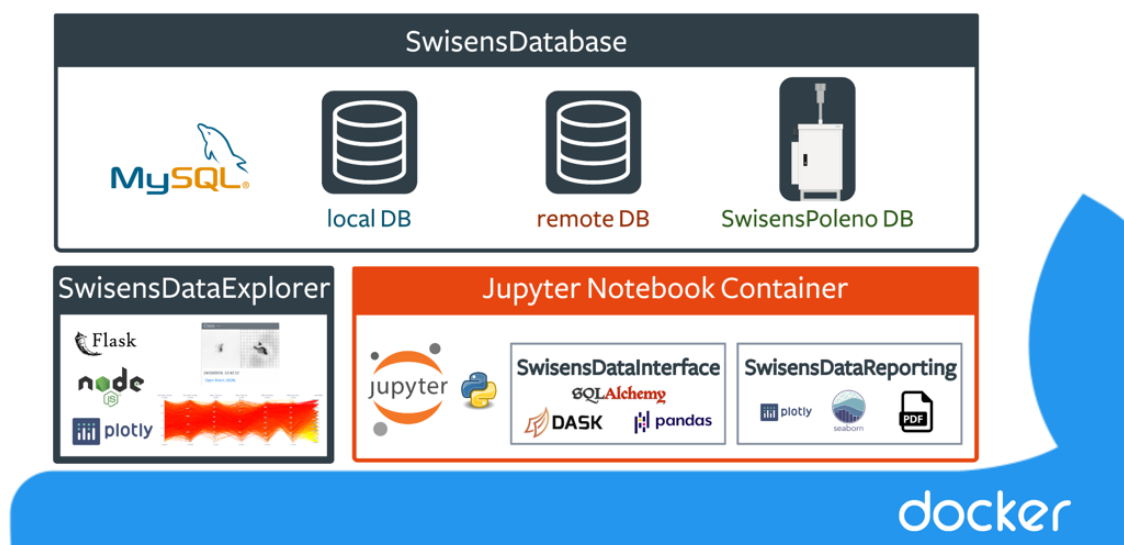 SwisensDatabase
MySQL®
local DB
remote DB
SwisensPoleno DB
SwisensDataExplorer
Flask
node
JS
plotly
Jupyter Notebook Container
jupyter
SwisensDataInterface
SQLAlchemy
DASK
pandas
SwisensDataReporting
plotly
seaborn
PDF
docker